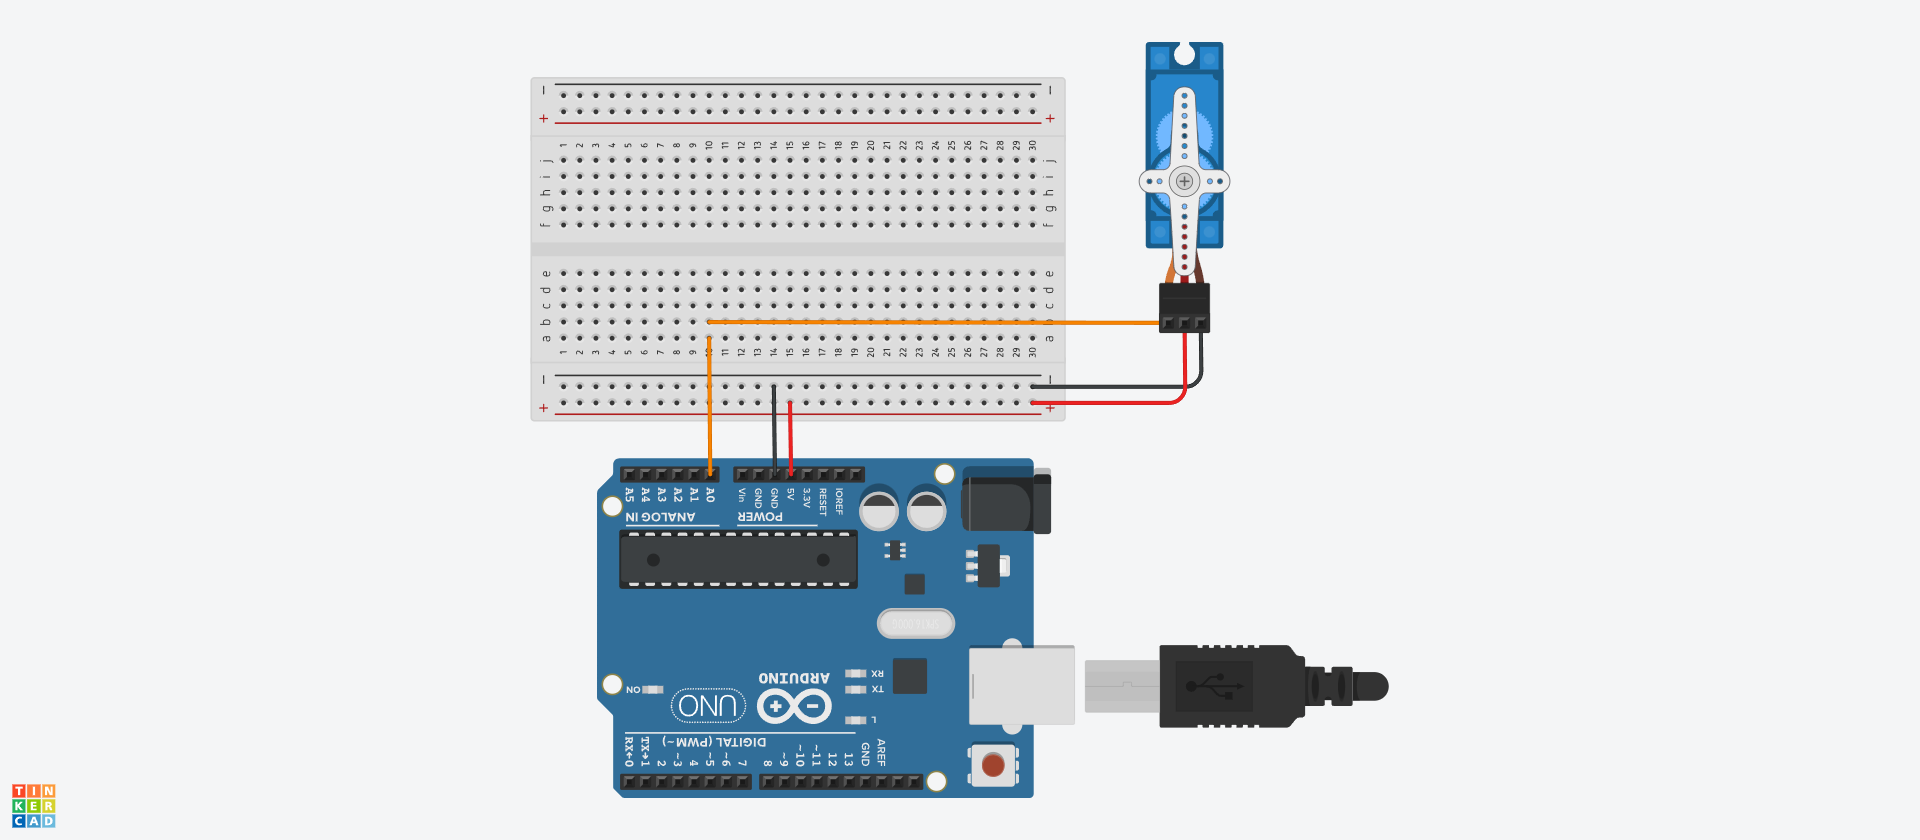 − −
+ +
1 2 3 4 5 6 7 8 9 10 11 12 13 14 15 16 17 18 19 20 21 22 23 24 25 26 27 28 29 30
j j
i i
h h
g g
f f
e e
d d
c c
b b
a a
1 2 3 4 5 6 7 8 9 10 11 12 13 14 15 16 17 18 19 20 21 22 23 24 25 26 27 28 29 30
− −
+ +
A5 A4 A3 A2 A1 A0 Vin GND GND 5V 3.3V RESET IOREF
ANALOG IN POWER
SPK16.000G
RX
ARDUINO
TX
ON
UNO
L
DIGITAL (PWM~)
RX←0 TX→1 2 ~3 4 ~5 ~6 7 8 ~9 ~10 ~11 12 13 GND AREF
TIN
KER
CAD